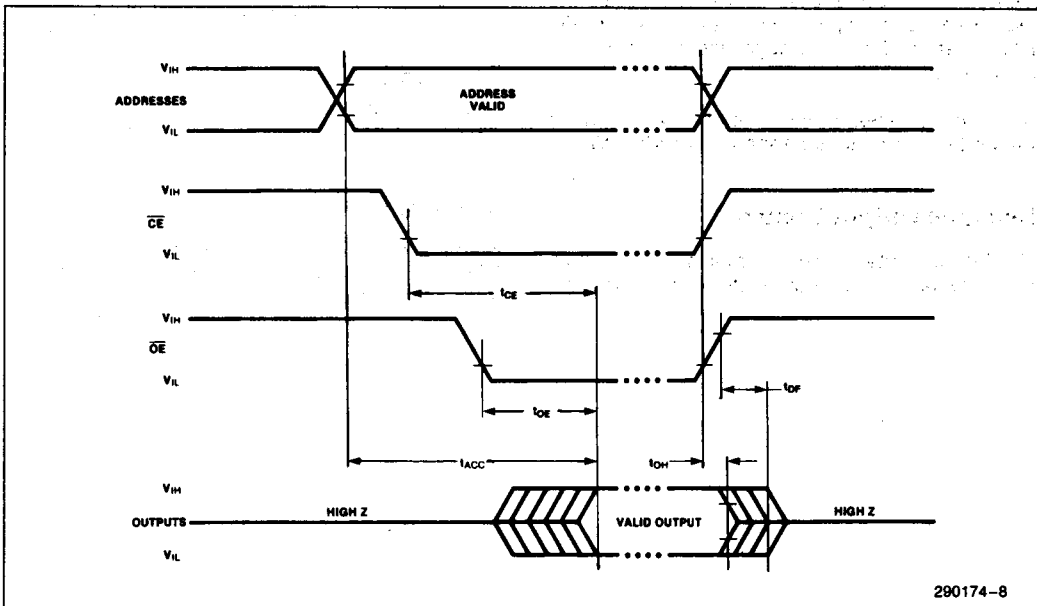 VIH
ADDRESSES
ADDRESS
VALID
VIL
VIH
CE
VIL
tCE
VIH
OE
VIL
tOE
tDF
tACC
tOH
VIH
OUTPUTS
HIGH Z
VALID OUTPUT
HIGH Z
VIL
290174–8